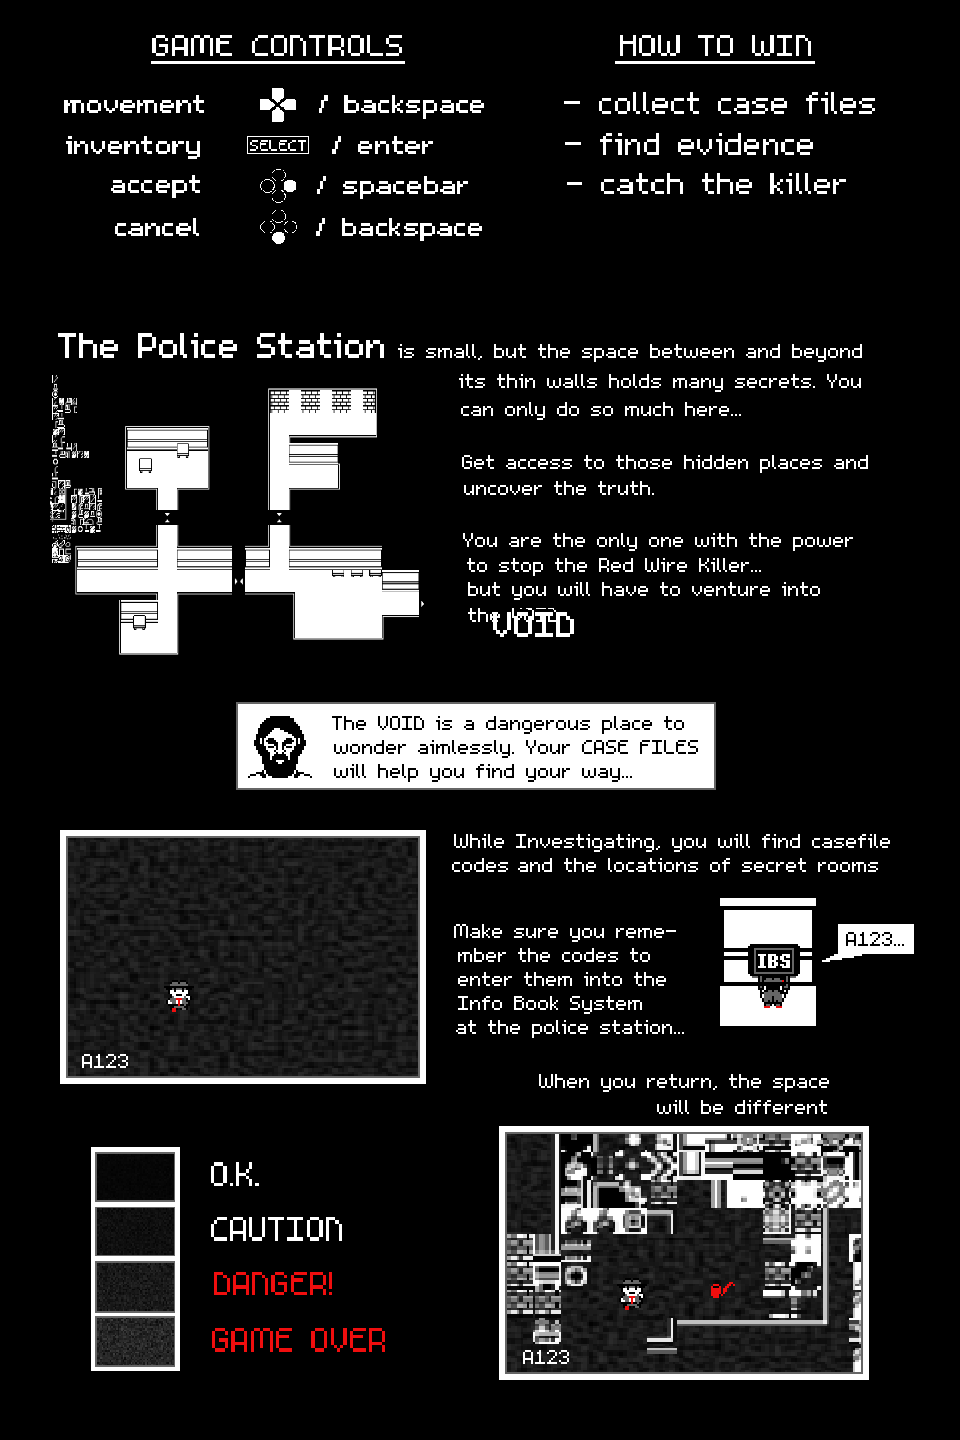 GAME CONTROLS
movement / backspace
inventory SELECT / enter
accept / spacebar
cancel / backspace
HOW TO WIN
- collect case files
- find evidence
- catch the killer
The Police Station is small, but the space between and beyond
its thin walls holds many secrets. You
can only do so much here...
Get access to those hidden places and
uncover the truth.
You are the only one with the power
to stop the Red Wire Killer...
but you will have to venture into
the VOID
The VOID is a dangerous place to
wonder aimlessly. Your CASE FILES
will help you find your way...
While Investigating, you will find casefile
codes and the locations of secret rooms
A123
Make sure you reme-
mber the codes to
enter them into the
Info Book System
at the police station...
IBS
A123...
When you return, the space
will be different
O.K.
CAUTION
DANGER!
GAME OVER
A123